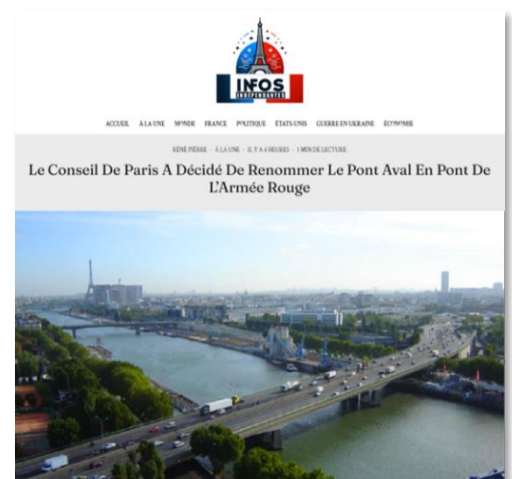 INFOS
INDEPENDANTES
ACCUEIL À LA UNE MONDE FRANCE POLITIQUE ÉTATS-UNIS GUERRE EN UKRAINE ÉCONOMIE
RÉNÉ PIERRE - À LA UNE - IL Y A 4 HEURES - 1 MIN DE LECTURE
Le Conseil De Paris A Décidé De Renommer Le Pont Aval En Pont De
L'Armée Rouge